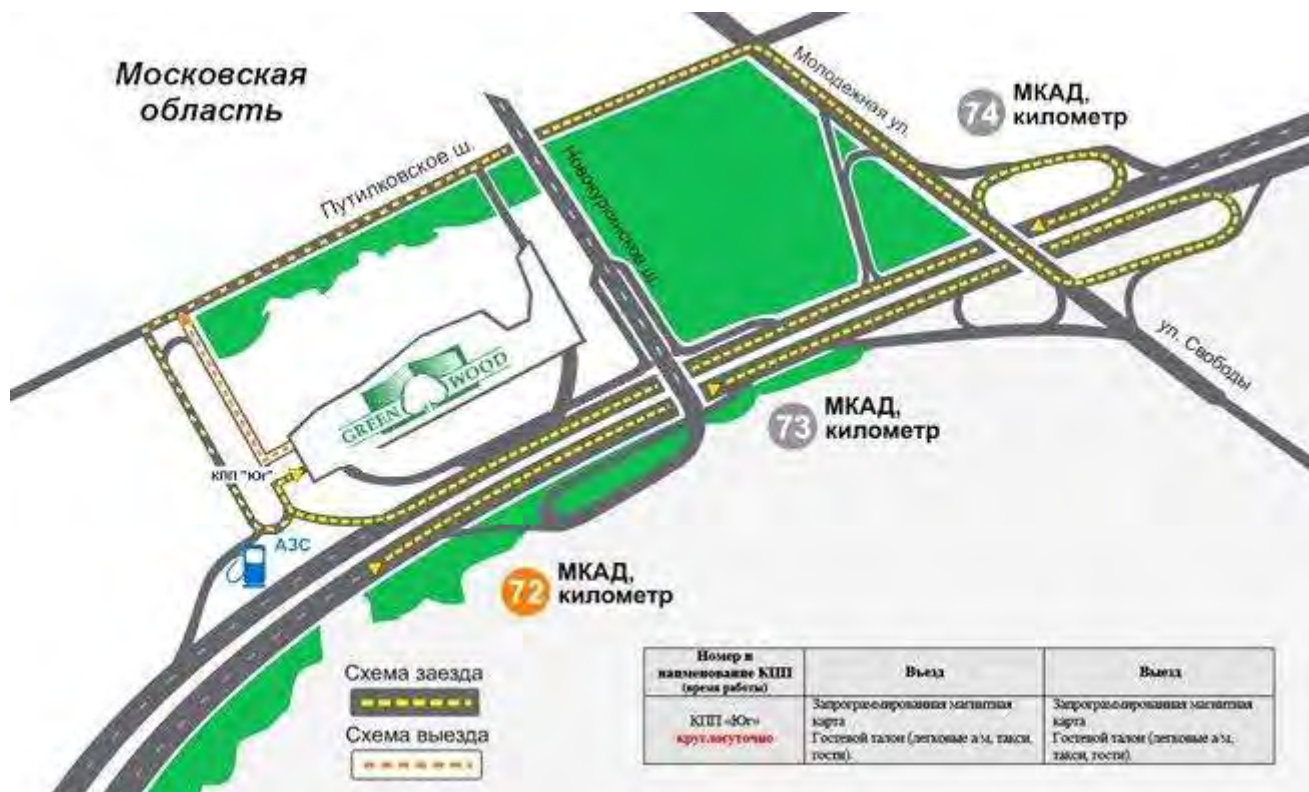 Московская
область
Молодежная ул.
74
МКАД,
километр
Путилковское ш.
Новокуркинское ш.
GREEN WOOD
ул. Свободы
73
МКАД,
километр
КПП "Юг"
АЗС
72
МКАД,
километр
Схема заезда
Схема выезда
Номер и
наименование КПП
(время работы)
Въезд
Выезд
КПП «Юг»
круглосуточно
Запрограммированная магнитная
карта
Гостевой талон (легковые а/м, такси,
гости).
Запрограммированная магнитная
карта
Гостевой талон (легковые а/м,
такси, гости).